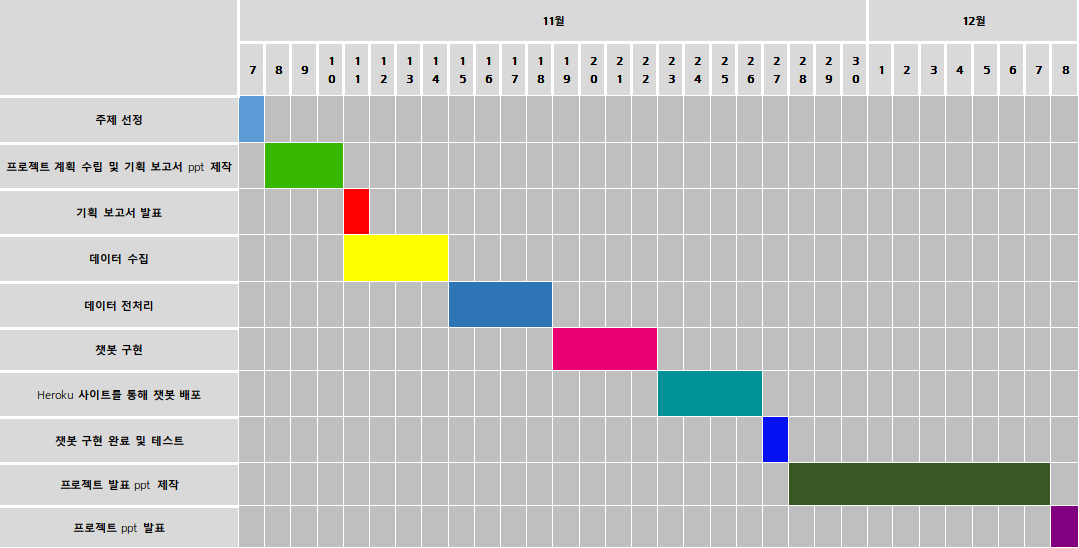 11월 12월
7 8 9 10 11 12 13 14 15 16 17 18 19 20 21 22 23 24 25 26 27 28 29 30 1 2 3 4 5 6 7 8
주제 선정
프로젝트 계획 수립 및 기획 보고서 ppt 제작
기획 보고서 발표
데이터 수집
데이터 전처리
챗봇 구현
Heroku 사이트를 통해 챗봇 배포
챗봇 구현 완료 및 테스트
프로젝트 발표 ppt 제작
프로젝트 ppt 발표